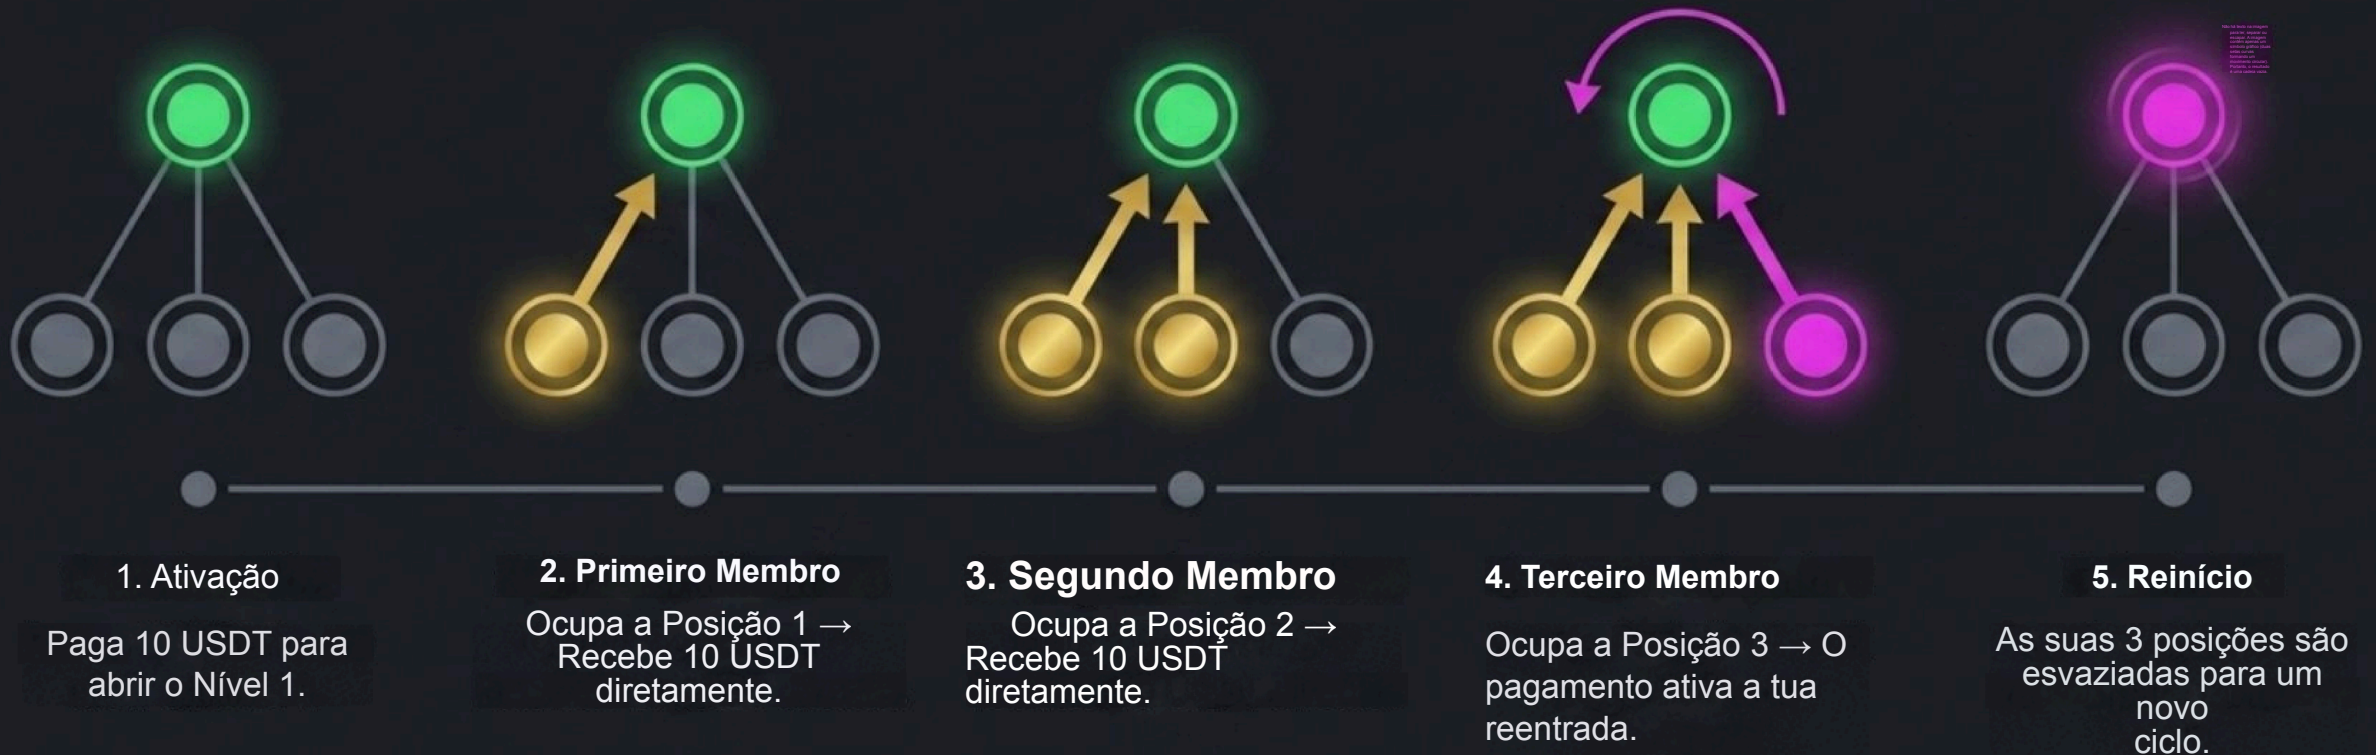 1. Ativação
Paga 10 USDT para
abrir o Nível 1.
2. Primeiro Membro
Ocupa a Posição 1 →
Recebe 10 USDT
diretamente.
3. Segundo Membro
Ocupa a Posição 2 →
Recebe 10 USDT
diretamente.
4. Terceiro Membro
Ocupa a Posição 3 → O
pagamento ativa a tua
reentrada.
5. Reinício
As suas 3 posições são
esvaziadas para um
novo
ciclo.